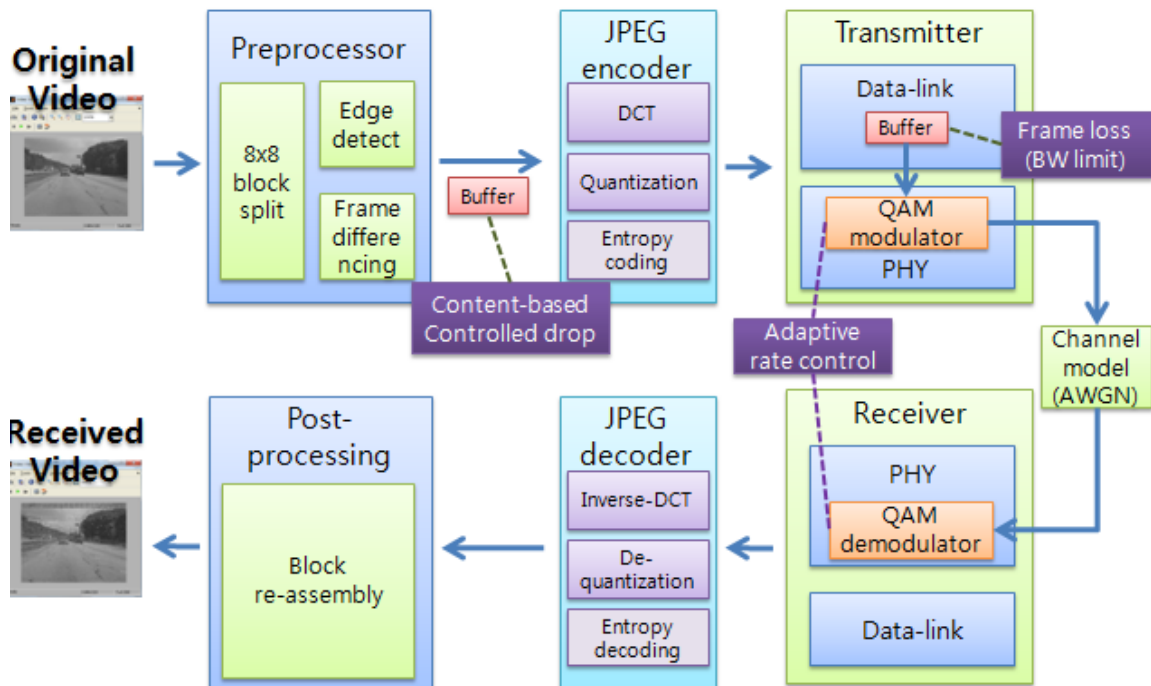 Original
Video
Preprocessor
8x8
block
split
Edge
detect
Frame
differe
ncing
Buffer
Content-based
Controlled drop
JPEG
encoder
DCT
Quantization
Entropy
coding
Transmitter
Data-link
Buffer
Frame loss
(BW limit)
QAM
modulator
PHY
Adaptive
rate control
Channel
model
(AWGN)
Receiver
PHY
QAM
demodulator
Data-link
JPEG
decoder
Inverse-DCT
De-
quantization
Entropy
decoding
Post-
processing
Block
re-assembly
Received
Video